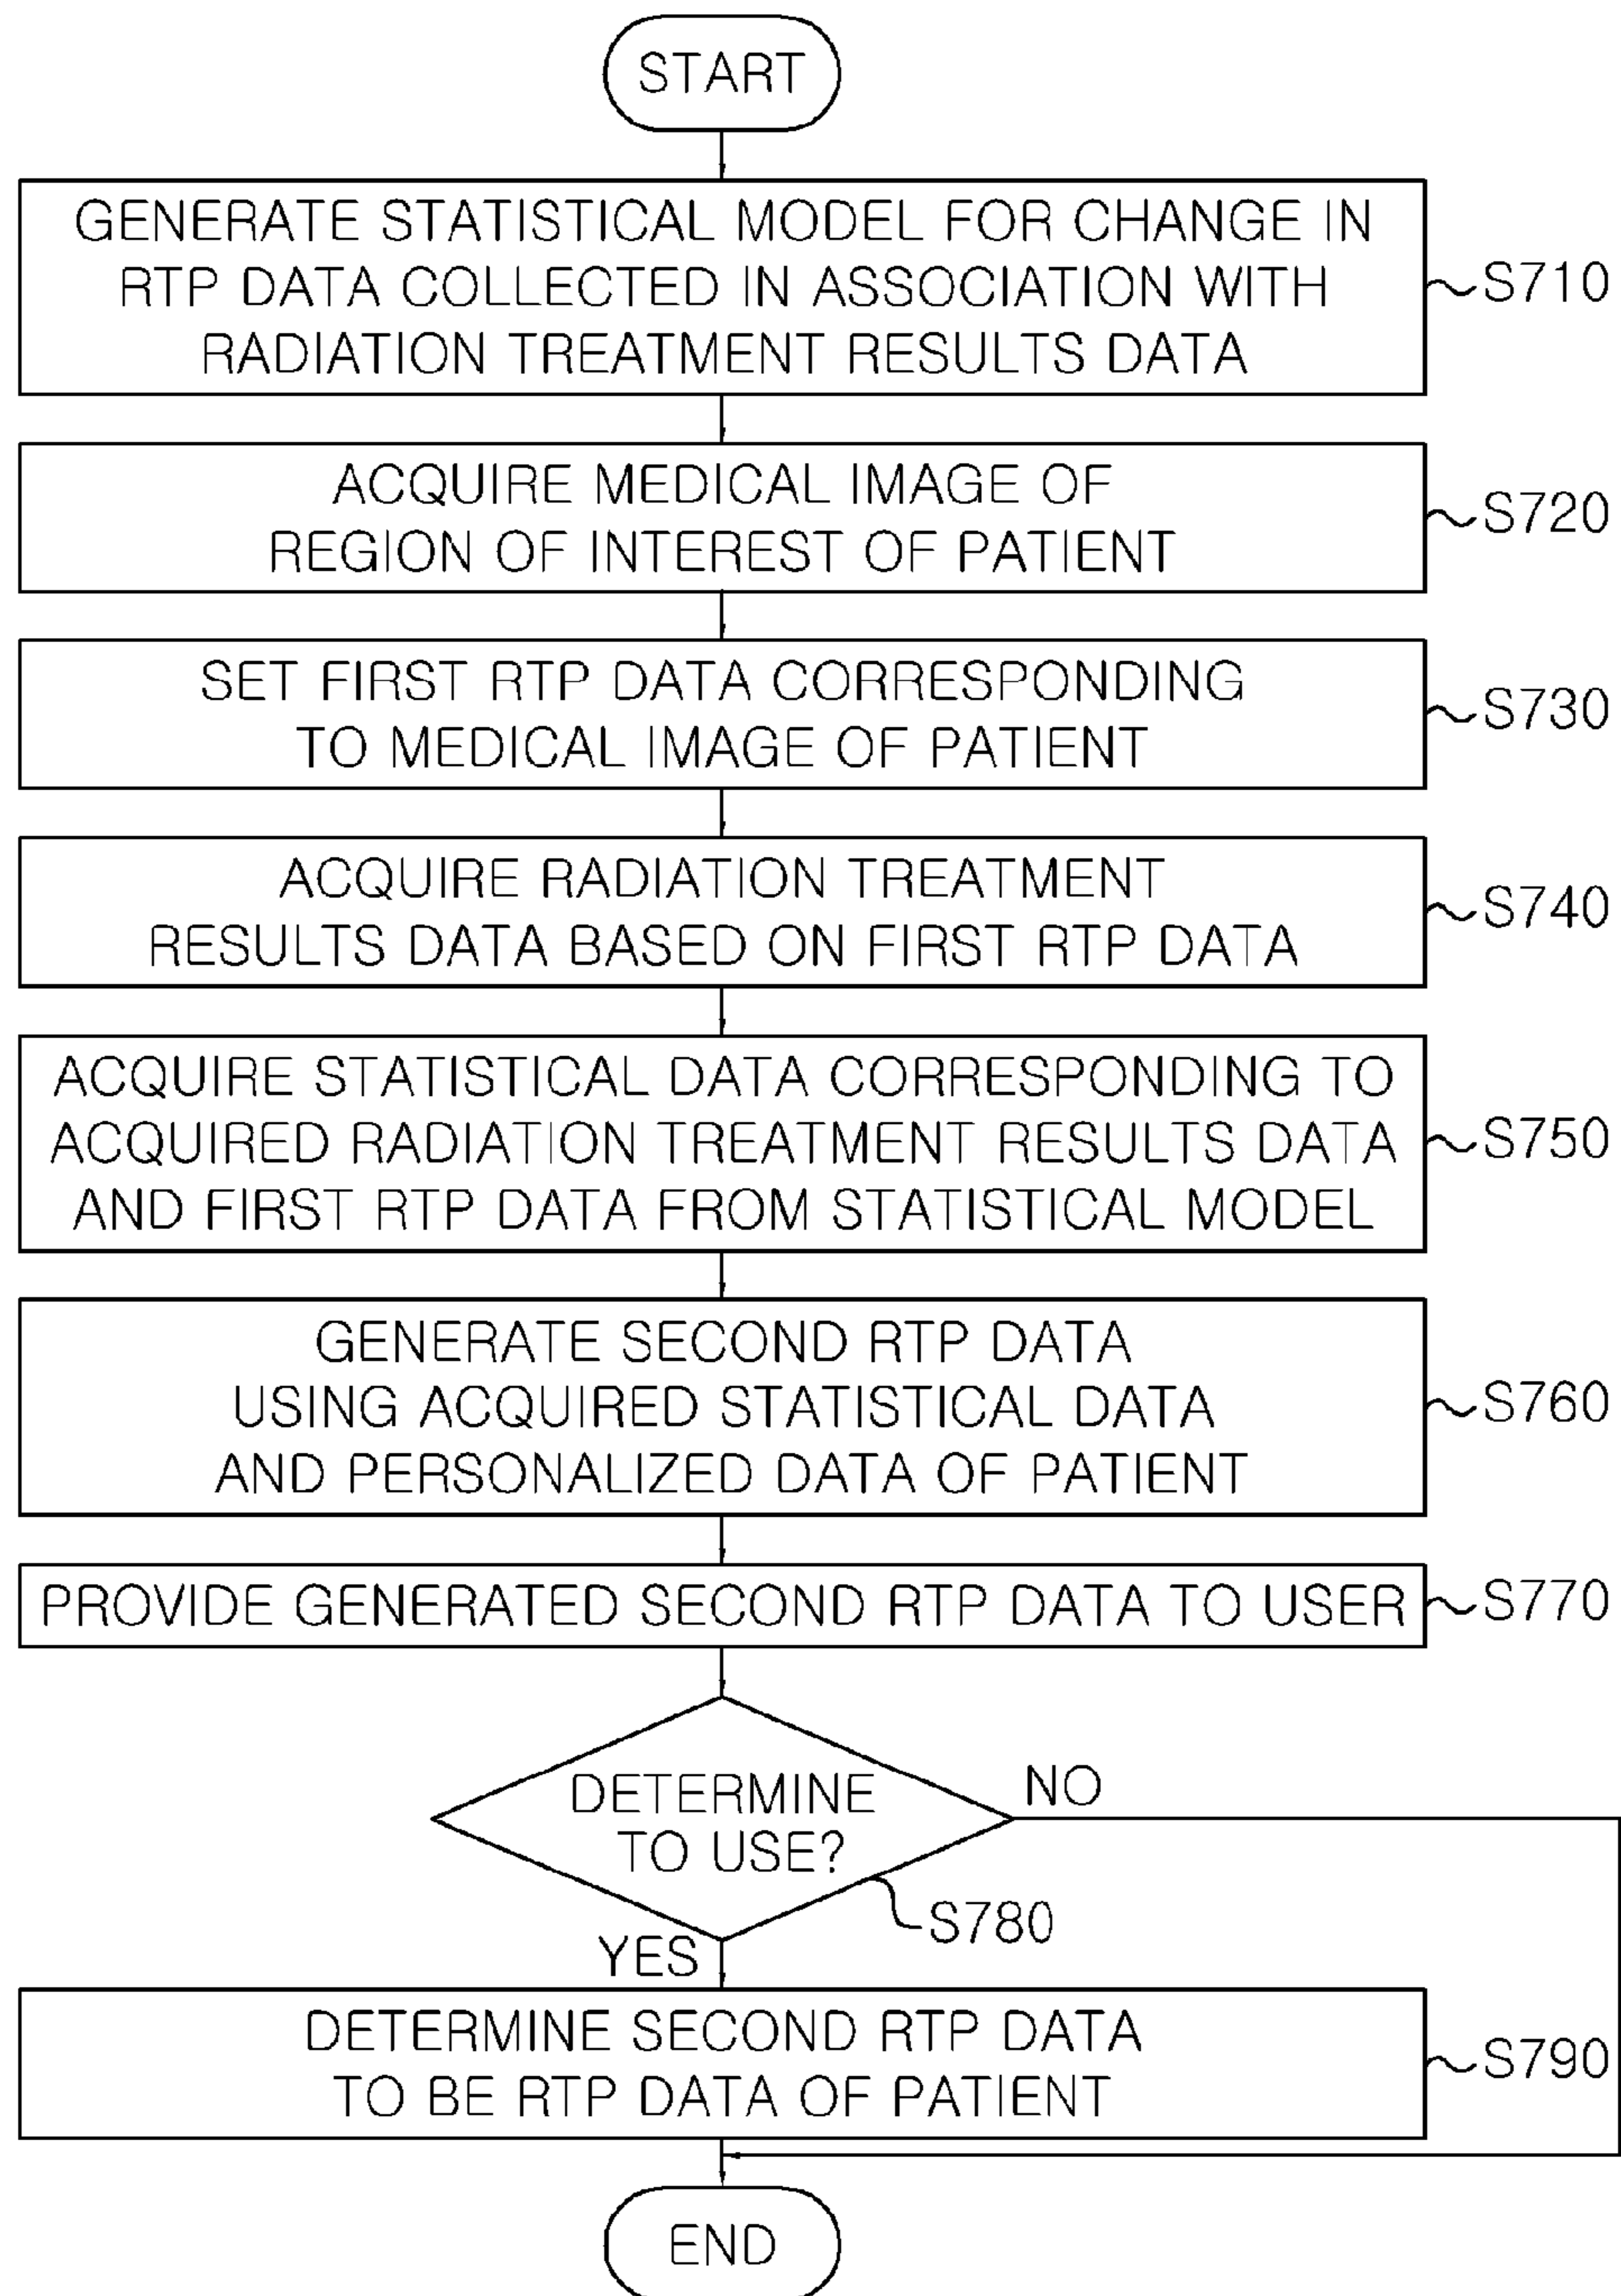 START
GENERATE STATISTICAL MODEL FOR CHANGE IN
RTP DATA COLLECTED IN ASSOCIATION WITH
RADIATION TREATMENT RESULTS DATA
S710
ACQUIRE MEDICAL IMAGE OF
REGION OF INTEREST OF PATIENT
S720
SET FIRST RTP DATA CORRESPONDING
TO MEDICAL IMAGE OF PATIENT
S730
ACQUIRE RADIATION TREATMENT
RESULTS DATA BASED ON FIRST RTP DATA
S740
ACQUIRE STATISTICAL DATA CORRESPONDING TO
ACQUIRED RADIATION TREATMENT RESULTS DATA
AND FIRST RTP DATA FROM STATISTICAL MODEL
S750
GENERATE SECOND RTP DATA
USING ACQUIRED STATISTICAL DATA
AND PERSONALIZED DATA OF PATIENT
S760
PROVIDE GENERATED SECOND RTP DATA TO USER
S770
DETERMINE
TO USE?
NO
S780
YES
DETERMINE SECOND RTP DATA
TO BE RTP DATA OF PATIENT
S790
END